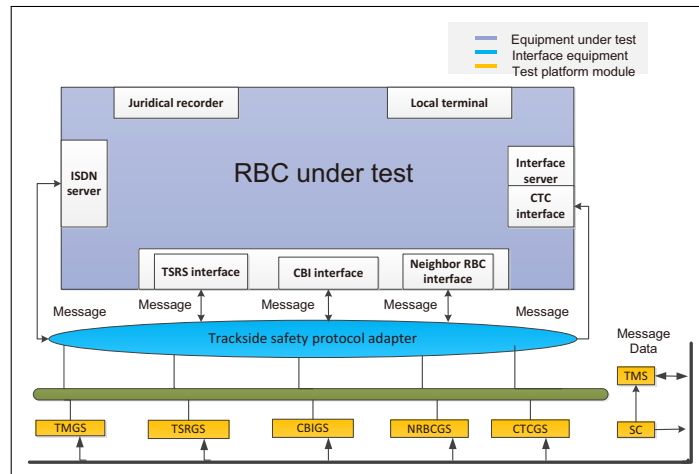 Equipment under test
Interface equipment
Test platform module
Juridical recorder
Local terminal
ISDN
server
RBC under test
Interface
server
CTC
interface
TSRS interface
CBI interface
Neighbor RBC
interface
Message
Message
Message
Message
Message
Trackside safety protocol adapter
Message
Data
TMS
TMGS
TSRGS
CBIGS
NRBCGS
CTCGS
SC